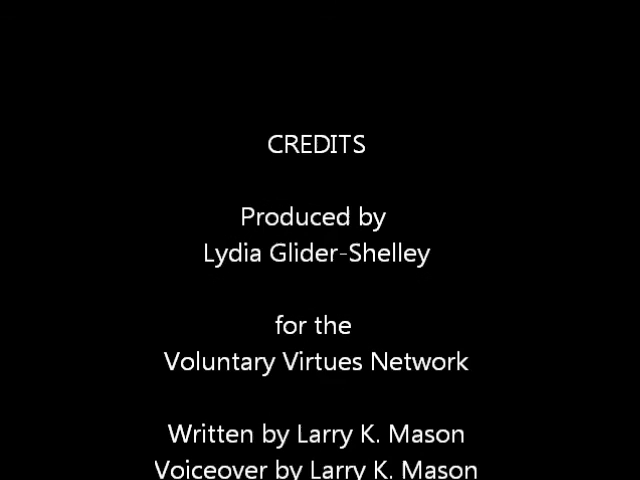 CREDITS
Produced by
Lydia Glider-Shelley
for the
Voluntary Virtues Network
Written by Larry K. Mason
Voiceover by Larry K. Mason